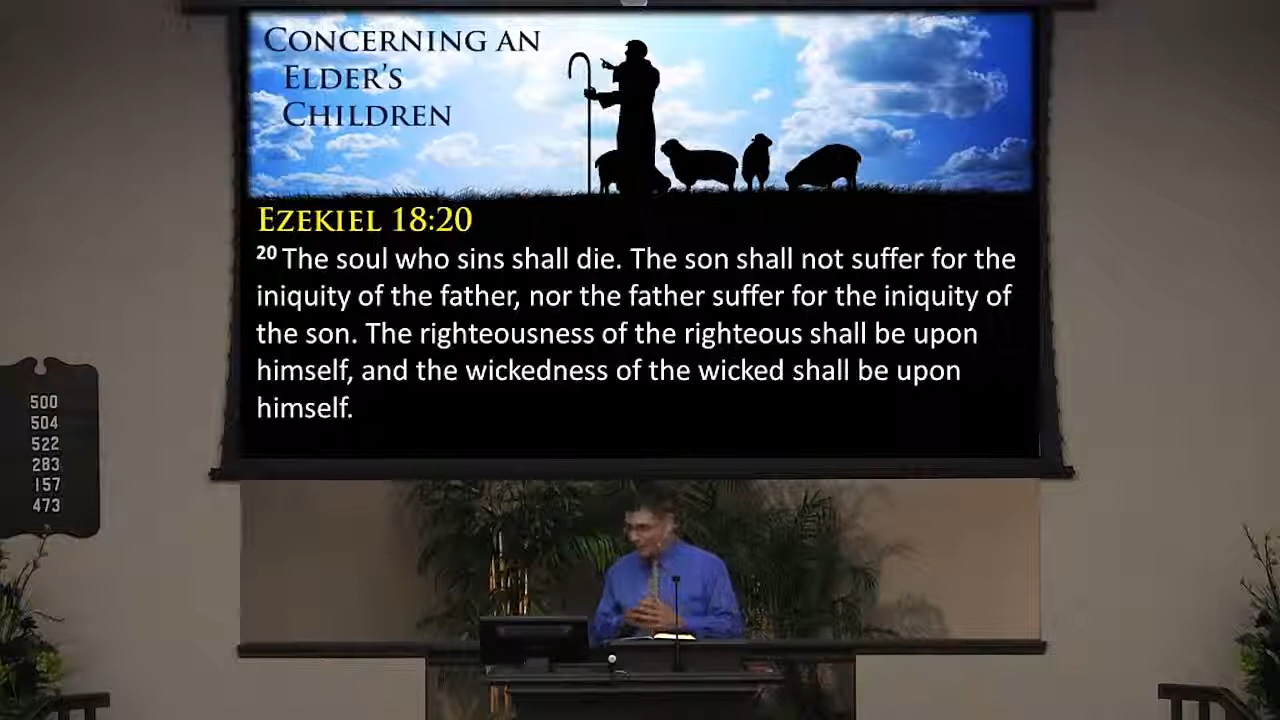 CONCERNING AN
ELDER'S
CHILDREN
EZEKIEL 18:20
20 The soul who sins shall die. The son shall not suffer for the
iniquity of the father, nor the father suffer for the iniquity of
the son. The righteousness of the righteous shall be upon
himself, and the wickedness of the wicked shall be upon
himself.
500
504
522
283
157
473